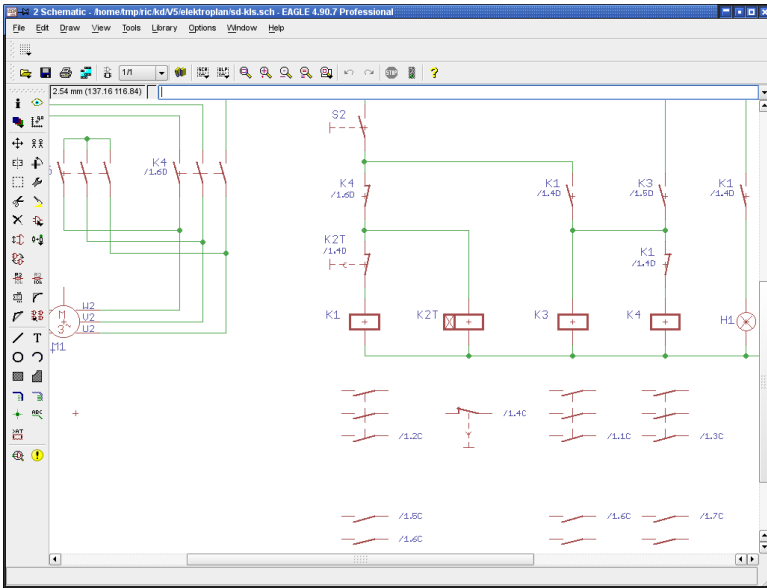 2 Schematic - /home/tmp/ric/kd/V5/elektroplan/sd-kls.sch - EAGLE 4.90.7 Professional
File Edit Draw View Tools Library Options Window Help
1/1
2.54 mm (137.16 116.84)
S2
K4
/1.6D
K4
/1.6D
K1
/1.4D
K3
/1.5D
K1
/1.4D
K2T
/1.4D
K1
/1.4D
W2
V2
U2
M
3~
M1
K1
K2T
K3
K4
H1
/1.2C
/1.4C
/1.1C
/1.3C
/1.5C
/1.6C
/1.6C
/1.7C